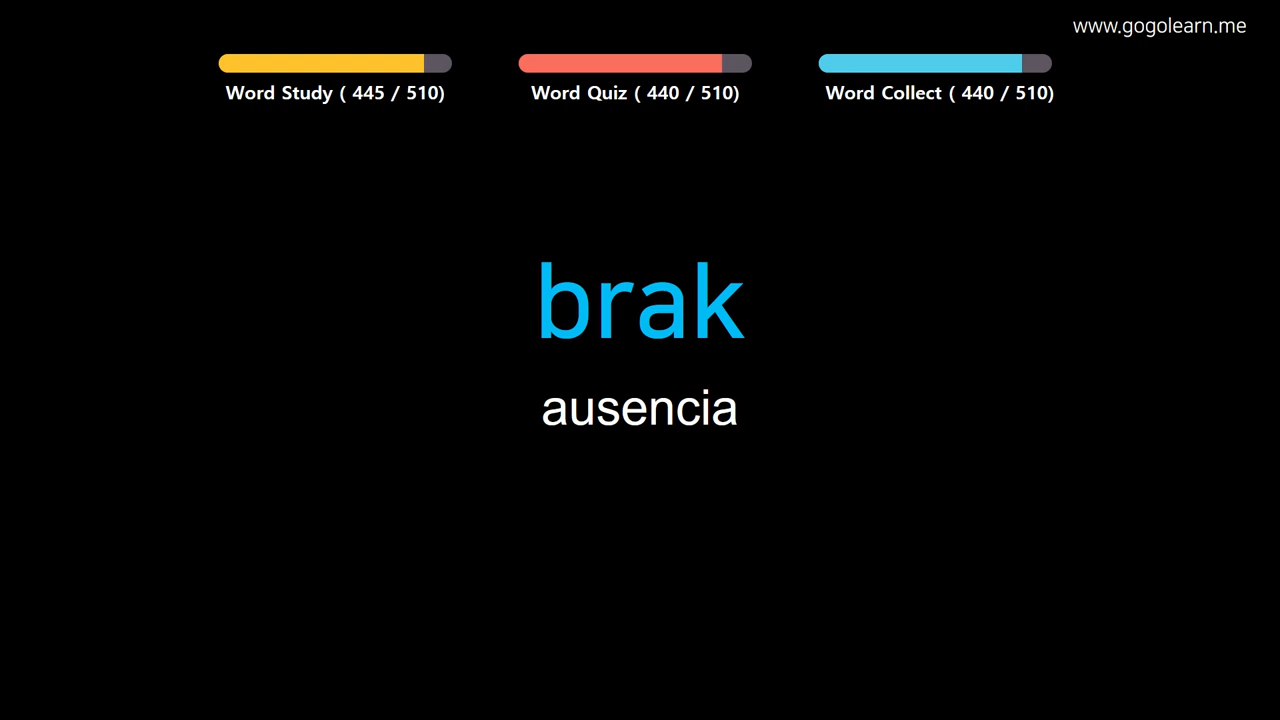 www.gogolearn.me
Word Study ( 445 / 510)
Word Quiz ( 440 / 510)
Word Collect ( 440 / 510)
brak
ausencia